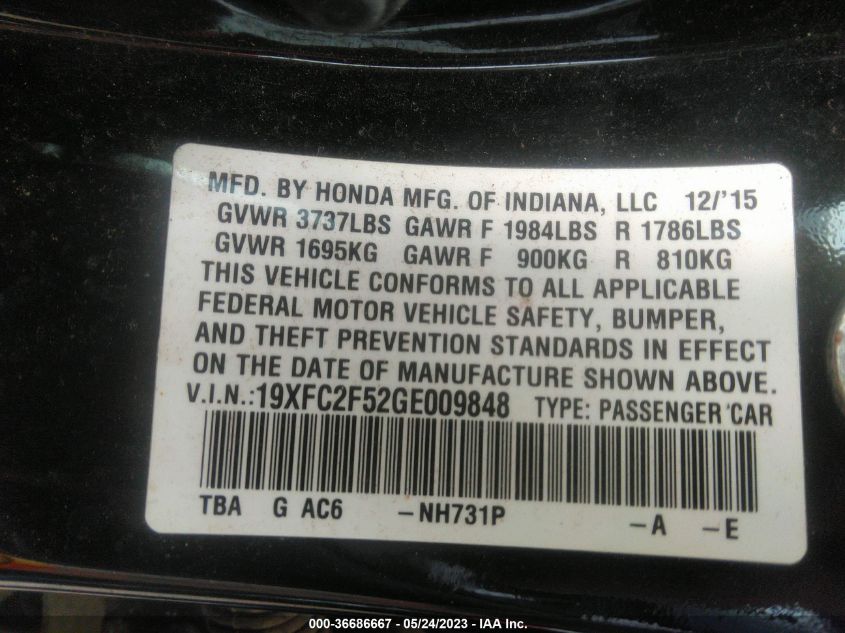 MFD. BY HONDA MFG. OF INDIANA, LLC 12/'15
GVWR 3737LBS GAWR F 1984LBS R 1786LBS
GVWR 1695KG GAWR F 900KG R 810KG
THIS VEHICLE CONFORMS TO ALL APPLICABLE
FEDERAL MOTOR VEHICLE SAFETY, BUMPER,
AND THEFT PREVENTION STANDARDS IN EFFECT
ON THE DATE OF MANUFACTURE SHOWN ABOVE.
V.I.N.:19XFC2F52GE009848 TYPE: PASSENGER CAR
TBA G AC6 -NH731P -A -E
000-36686667 - 05/24/2023 - IAA Inc.